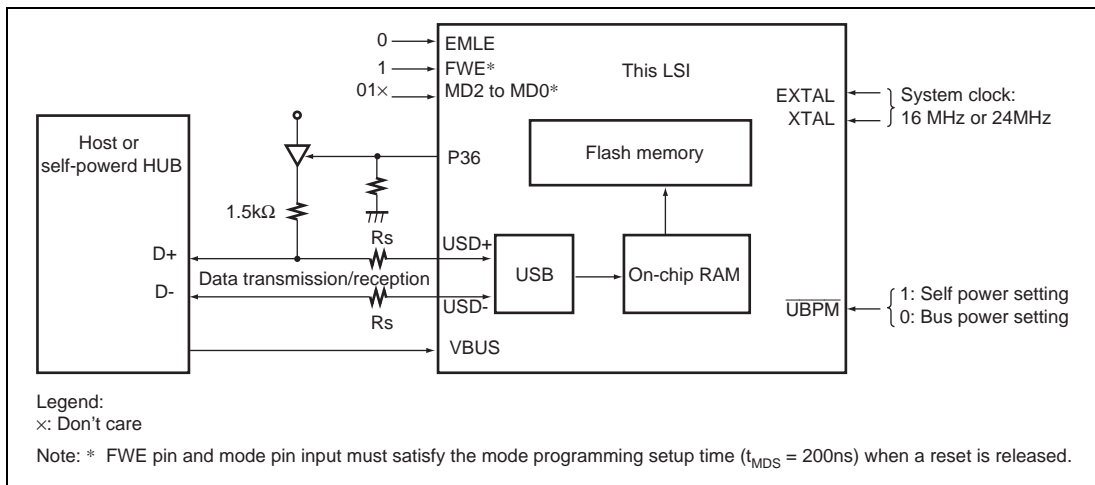 0
EMLE
1
FWE*
01×
MD2 to MD0*
This LSI
EXTAL
XTAL
System clock:
16 MHz or 24MHz
Host or
self-powerd HUB
Flash memory
P36
1.5kΩ
Rs
USD+
D+
Data transmission/reception
USB
On-chip RAM
D-
USD-
Rs
UBPM
1: Self power setting
0: Bus power setting
VBUS
Legend:
×: Don't care
Note: * FWE pin and mode pin input must satisfy the mode programming setup time (tMDS = 200ns) when a reset is released.